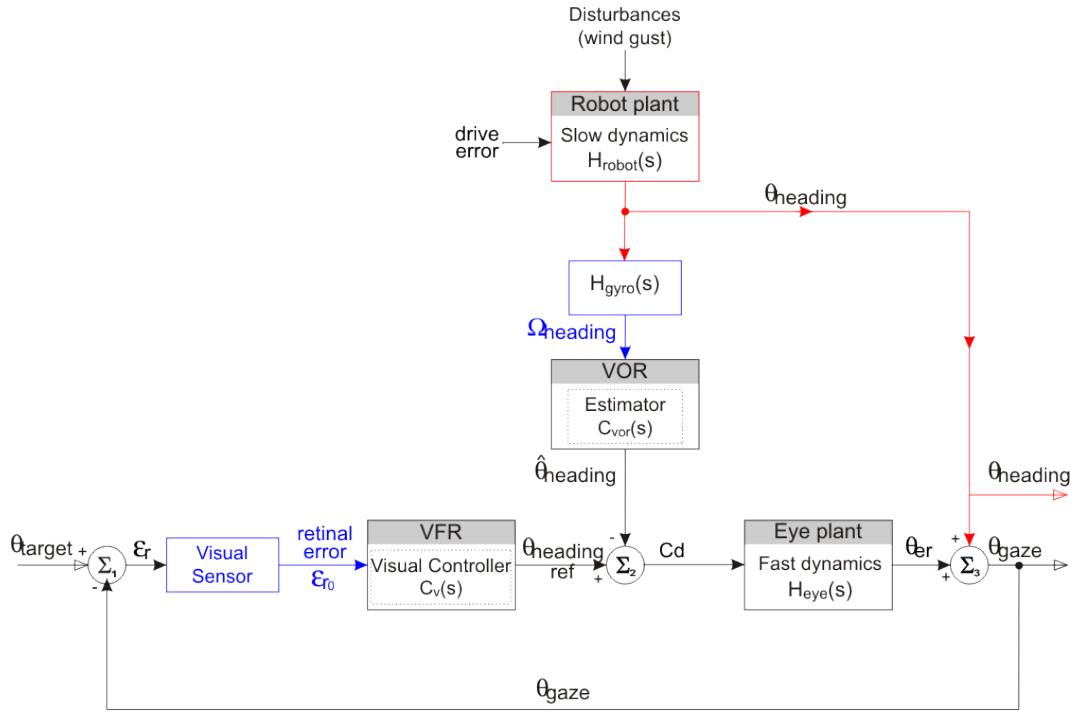 Disturbances
(wind gust)
Robot plant
drive
error
Slow dynamics
Hrobot(s)
θheading
Hgyro(s)
Ωheading
VOR
Estimator
Cvor(s)
θ̂heading
θheading
VFR
Eye plant
retinal
error
θtarget
+
-
Σ1
εr
Visual
Sensor
εr0
Visual Controller
Cv(s)
θheading
ref
-
+
Σ2
Cd
Fast dynamics
Heye(s)
θer
+
+
Σ3
θgaze
θgaze